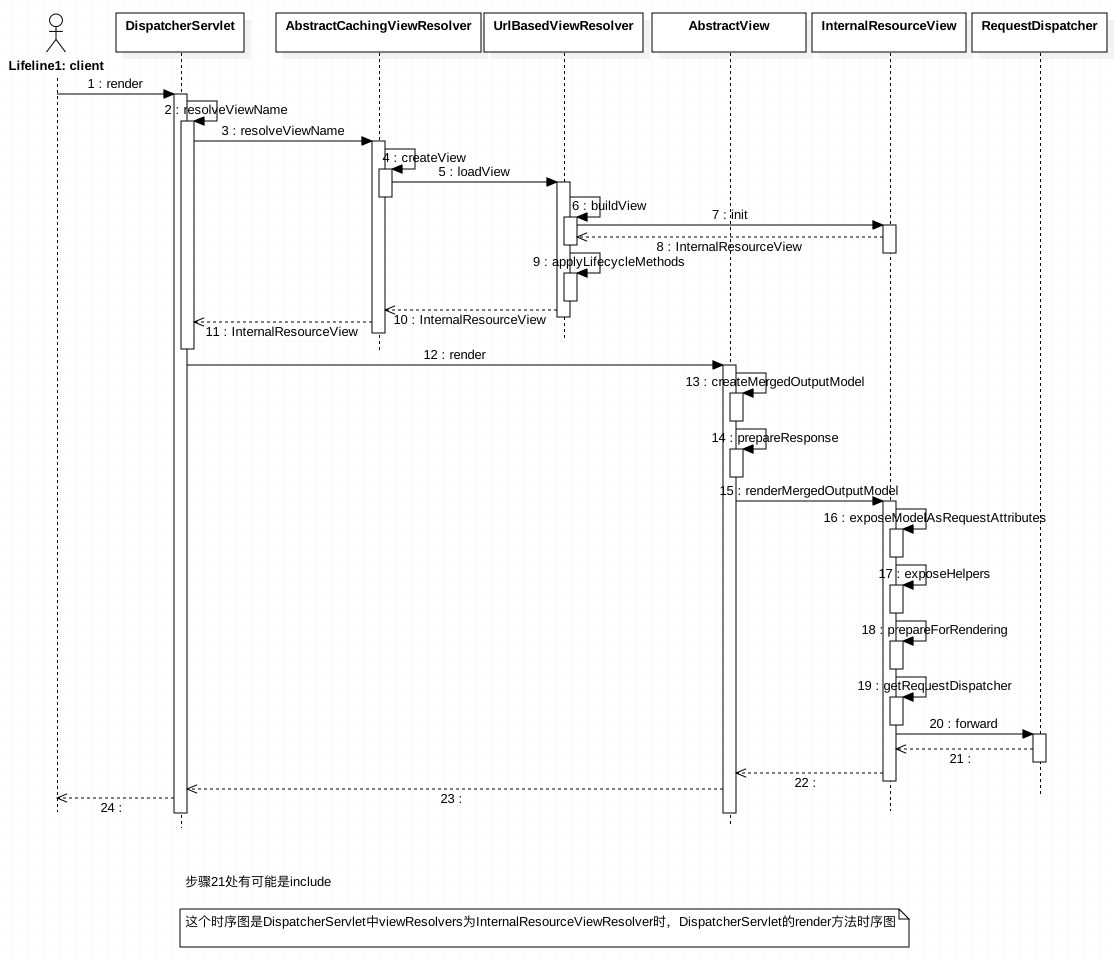 DispatcherServlet
AbstractCachingViewResolver
UrlBasedViewResolver
AbstractView
InternalResourceView
RequestDispatcher
Lifeline1: client
1 : render
2 : resolveViewName
3 : resolveViewName
4 : createView
5 : loadView
6 : buildView
7 : init
8 : InternalResourceView
9 : applyLifecycleMethods
10 : InternalResourceView
11 : InternalResourceView
12 : render
13 : createMergedOutputModel
14 : prepareResponse
15 : renderMergedOutputModel
16 : exposeModelAsRequestAttributes
17 : exposeHelpers
18 : prepareForRendering
19 : getRequestDispatcher
20 : forward
21 :
22 :
23 :
24 :
步骤21处有可能是include
这个时序图是DispatcherServlet中viewResolvers为InternalResourceViewResolver时，DispatcherServlet的render方法时序图